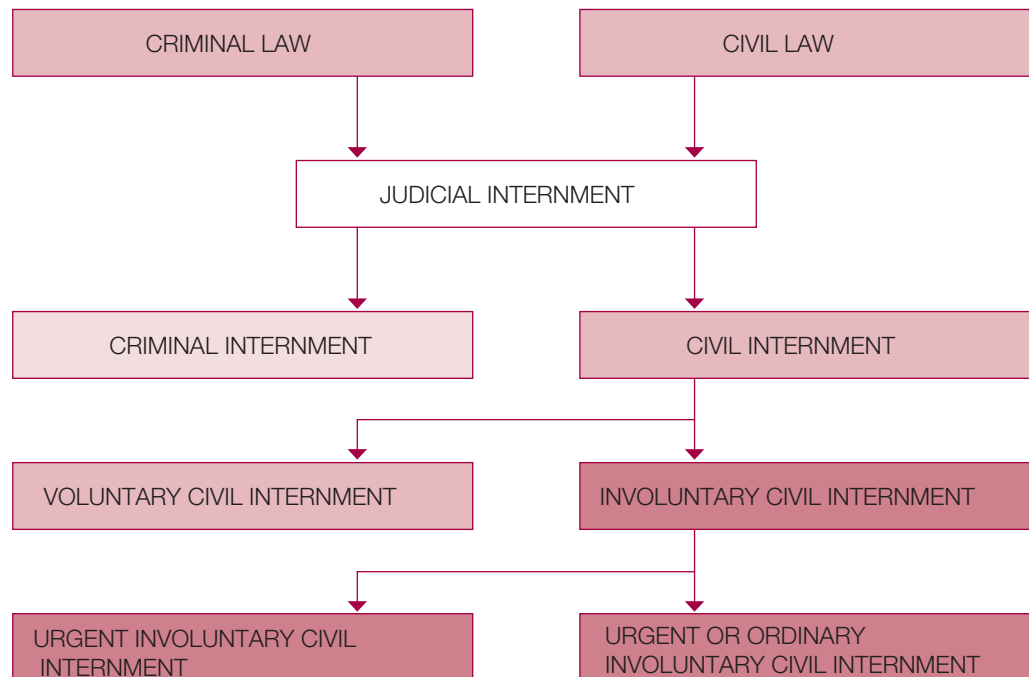 CRIMINAL LAW
CIVIL LAW
JUDICIAL INTERNMENT
CRIMINAL INTERNMENT
CIVIL INTERNMENT
VOLUNTARY CIVIL INTERNMENT
INVOLUNTARY CIVIL INTERNMENT
URGENT INVOLUNTARY CIVIL
INTERNMENT
URGENT OR ORDINARY
INVOLUNTARY CIVIL INTERNMENT